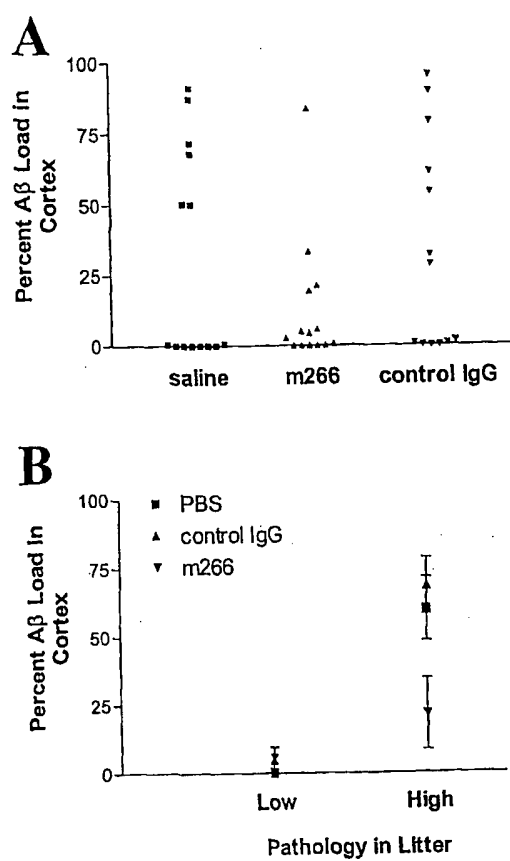 A
Percent Aβ Load in
Cortex
100
75
50
25
0
saline
m266
control IgG
B
Percent Aβ Load in
Cortex
100
75
50
25
0
PBS
control IgG
m266
Low
High
Pathology in Litter